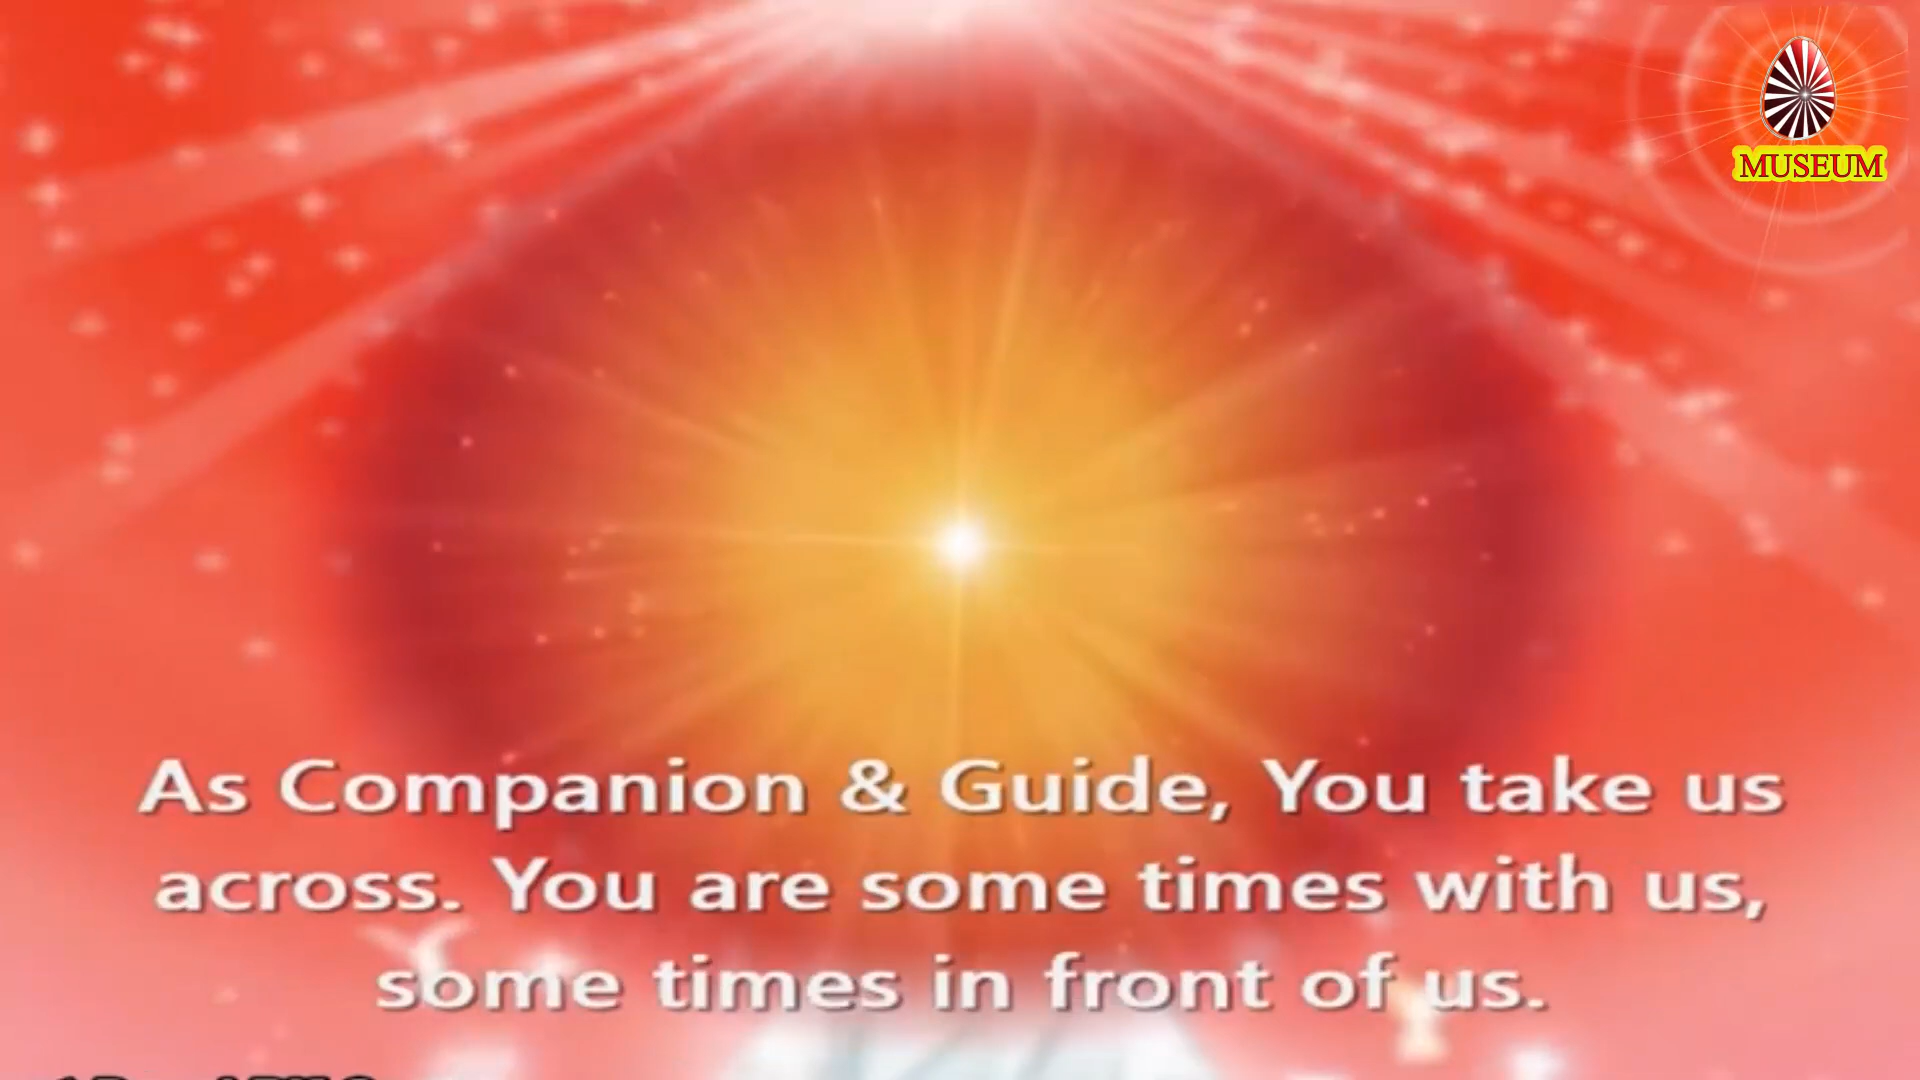 MUSEUM
As Companion & Guide, You take us
across. You are some times with us,
some times in front of us.